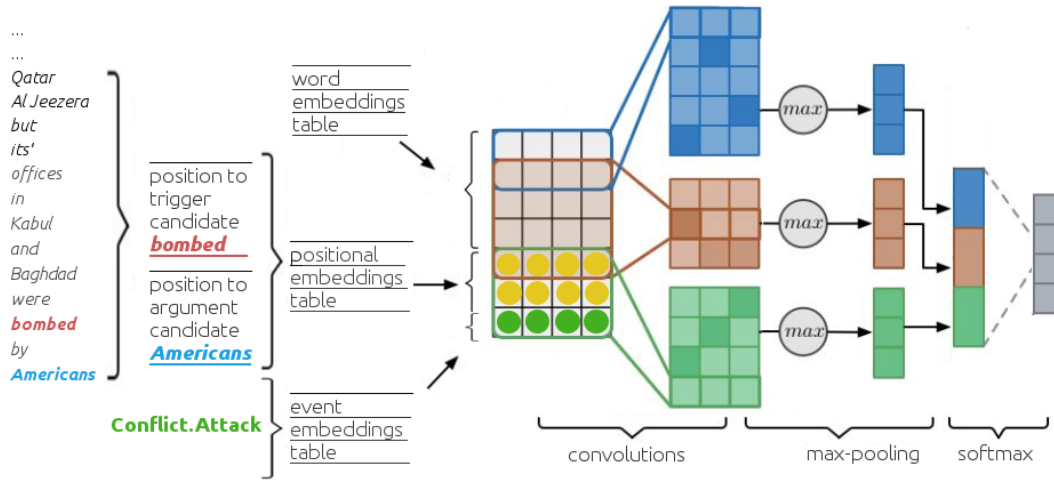 ...
...
Qatar
Al Jeezera
but
its'
offices
in
Kabul
and
Baghdad
were
bombed
by
Americans
position to
trigger
candidate
bombed
position to
argument
candidate
Americans
Conflict.Attack
word
embeddings
table
positional
embeddings
table
event
embeddings
table
max
max
max
convolutions
max-pooling
softmax